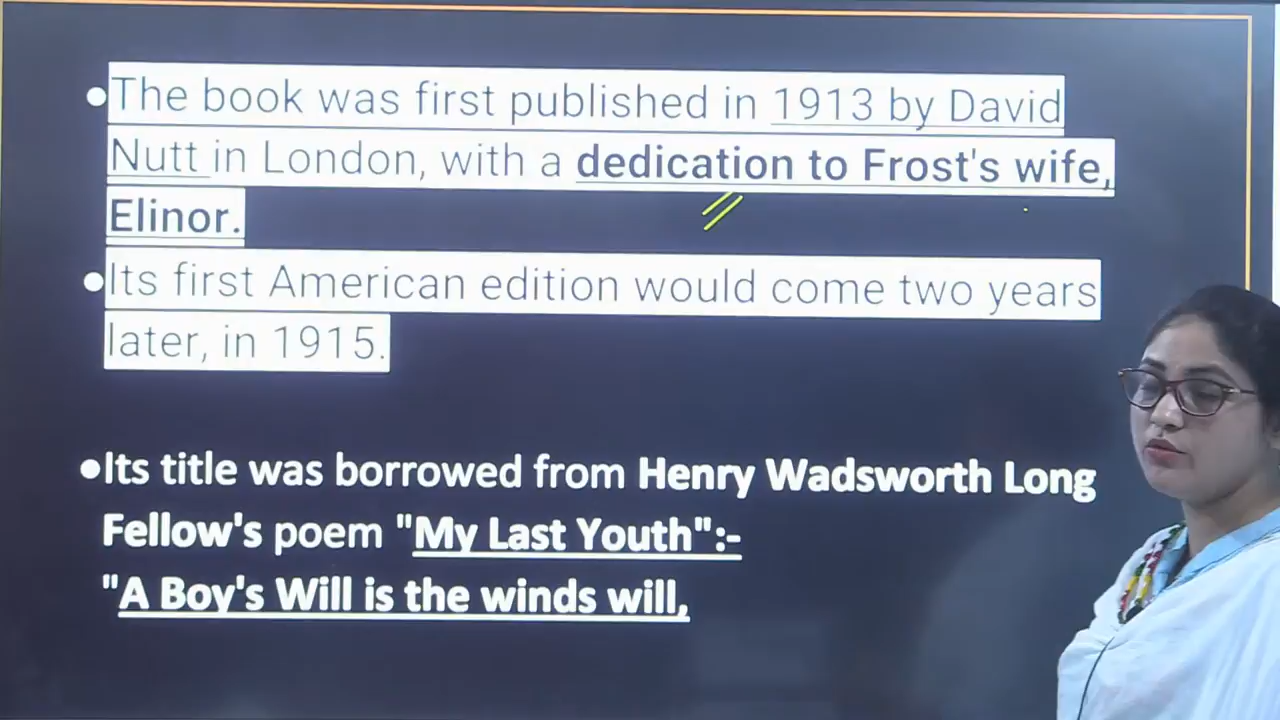 •The book was first published in 1913 by David
Nutt in London, with a dedication to Frost's wife,
Elinor.
•Its first American edition would come two years
later, in 1915.
•Its title was borrowed from Henry Wadsworth Long
Fellow's poem "My Last Youth":-
"A Boy's Will is the winds will,